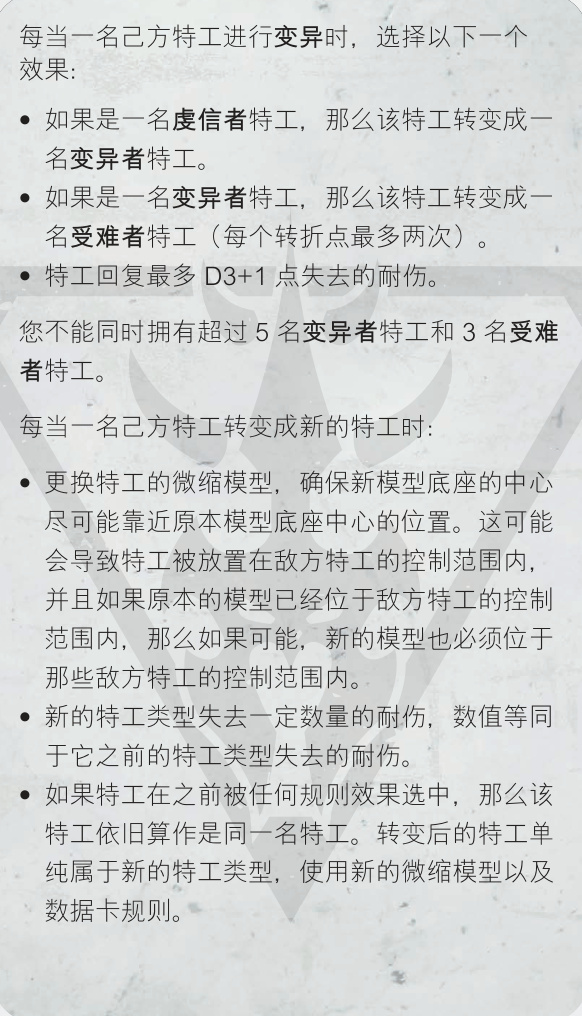 每当一名己方特工进行变异时，选择以下一个
效果:
• 如果是一名虔信者特工，那么该特工转变成一
名变异者特工。
• 如果是一名变异者特工，那么该特工转变成一
名受难者特工（每个转折点最多两次）。
• 特工回复最多 D3+1 点失去的耐伤。
您不能同时拥有超过 5 名变异者特工和 3 名受难
者特工。
每当一名己方特工转变成新的特工时:
• 更换特工的微缩模型，确保新模型底座的中心
尽可能靠近原本模型底座中心的位置。这可能
会导致特工被放置在敌方特工的控制范围内，
并且如果原本的模型已经位于敌方特工的控制
范围内，那么如果可能，新的模型也必须位于
那些敌方特工的控制范围内。
• 新的特工类型失去一定数量的耐伤，数值等同
于它之前的特工类型失去的耐伤。
• 如果特工在之前被任何规则效果选中，那么该
特工依旧算作是同一名特工。转变后的特工单
纯属于新的特工类型，使用新的微缩模型以及
数据卡规则。